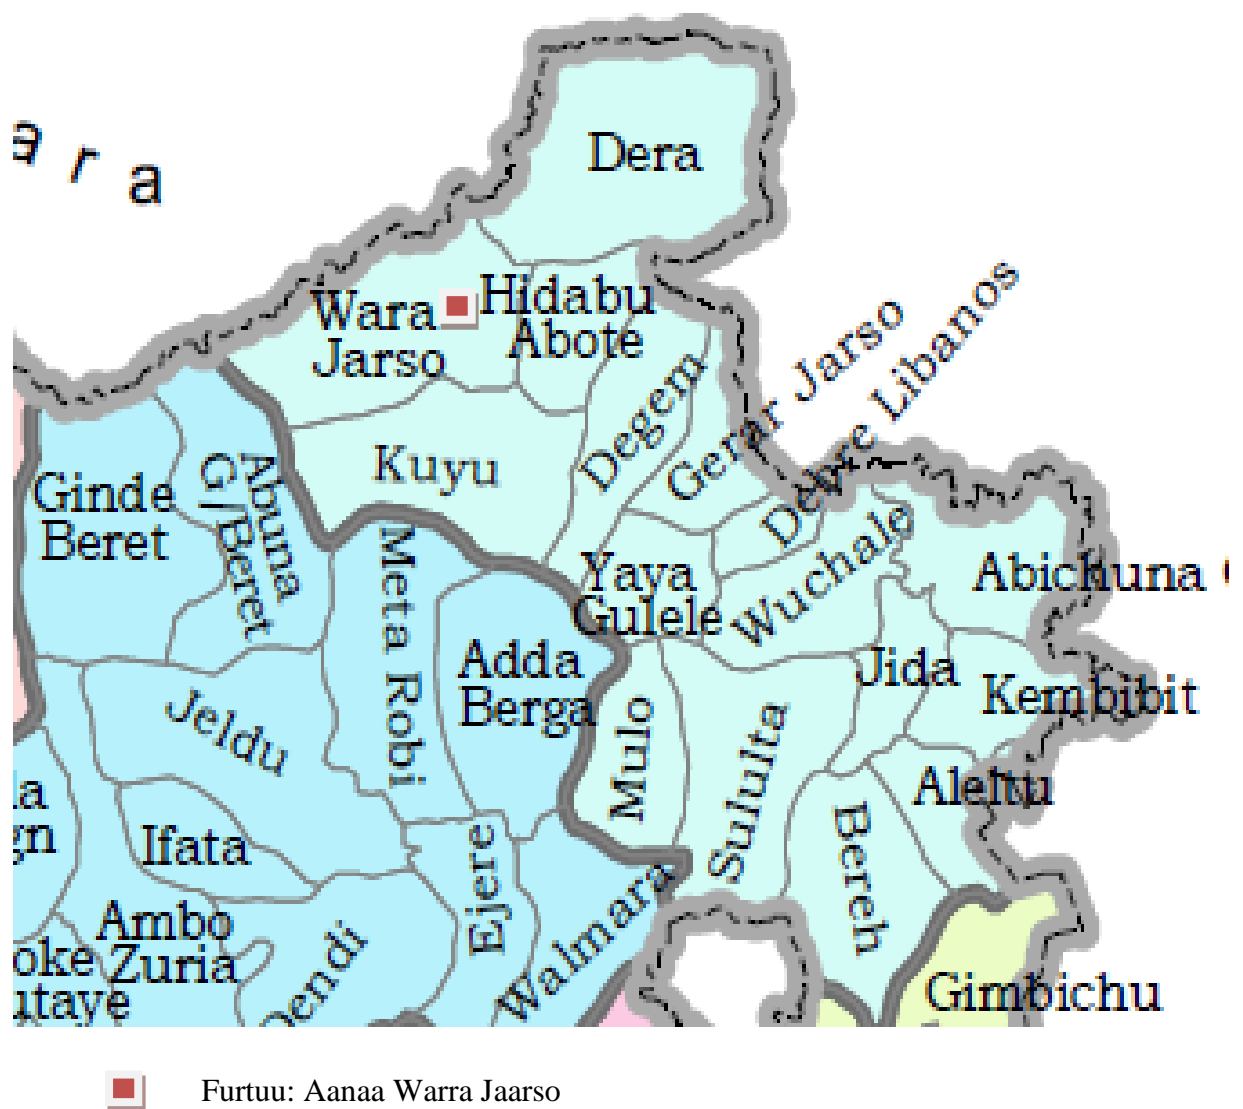 a r a
Dera
Wara
Jarso
Hidabu
Abote
Degem
Gerar Jarso
Debre Libanos
Kuyu
Ginde
Beret
Abuna
G/Beret
Meta Robi
Yaya
Gulele
Wuchale
Abichuna
Adda
Berga
Jida
Kembibit
Jeldu
Mulo
Sululta
Aleltu
Bereh
Ifata
Ejere
Walmara
Ambo
Zuria
Gimbichu
Furtuu: Aanaa Warra Jaarso